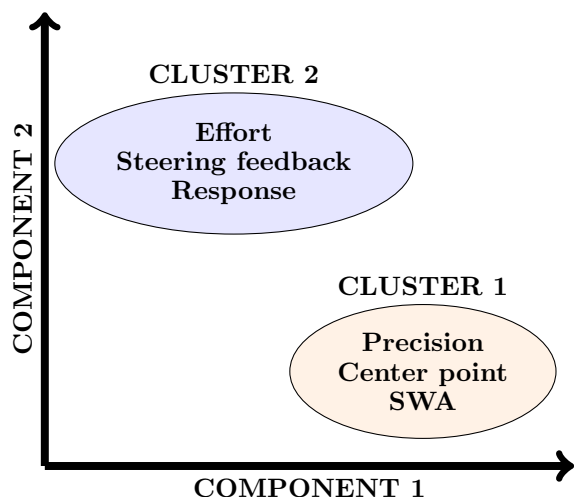 CLUSTER 2
Effort
Steering feedback
Response
COMPONENT 2
CLUSTER 1
Precision
Center point
SWA
COMPONENT 1